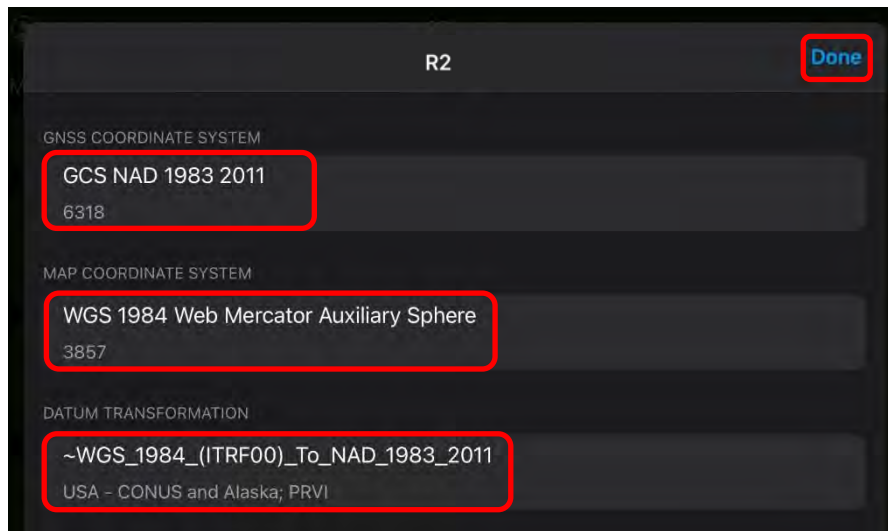 R2
Done
GNSS COORDINATE SYSTEM
GCS NAD 1983 2011
6318
MAP COORDINATE SYSTEM
WGS 1984 Web Mercator Auxiliary Sphere
3857
DATUM TRANSFORMATION
~WGS_1984_(ITRF00)_To_NAD_1983_2011
USA - CONUS and Alaska; PRVI